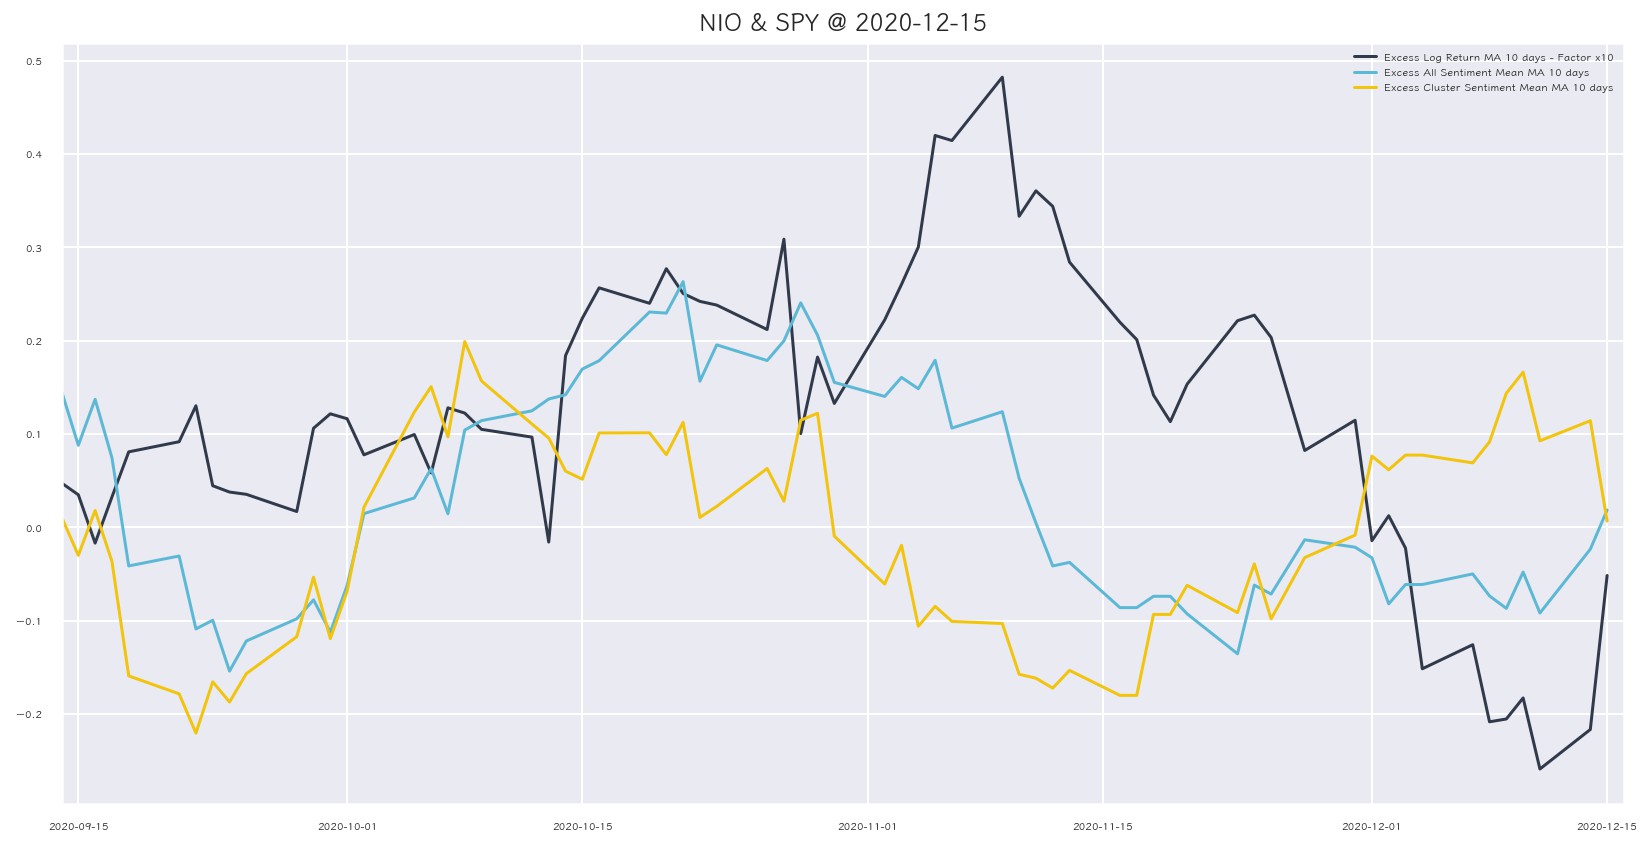 NIO & SPY @ 2020-12-15
Excess Log Return MA 10 days - Factor x10
Excess All Sentiment Mean MA 10 days
Excess Cluster Sentiment Mean MA 10 days
0.5
0.4
0.3
0.2
0.1
0.0
−0.1
−0.2
2020-09-15 2020-10-01 2020-10-15 2020-11-01 2020-11-15 2020-12-01 2020-12-15